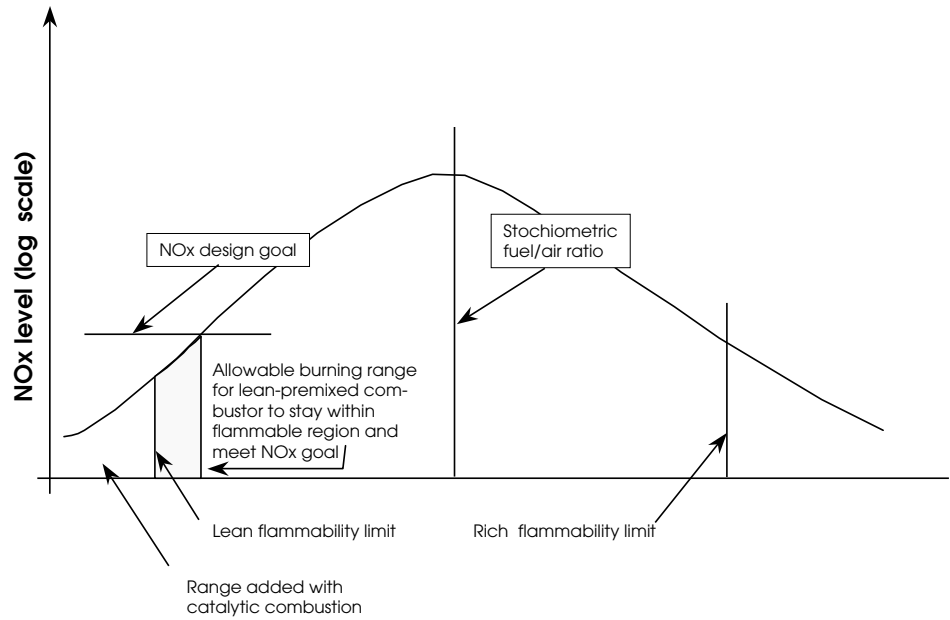 NOx level (log scale)
NOx design goal
Stochiometric
fuel/air ratio
Allowable burning range
for lean-premixed com-
bustor to stay within
flammable region and
meet NOx goal
Lean flammability limit
Rich flammability limit
Range added with
catalytic combustion